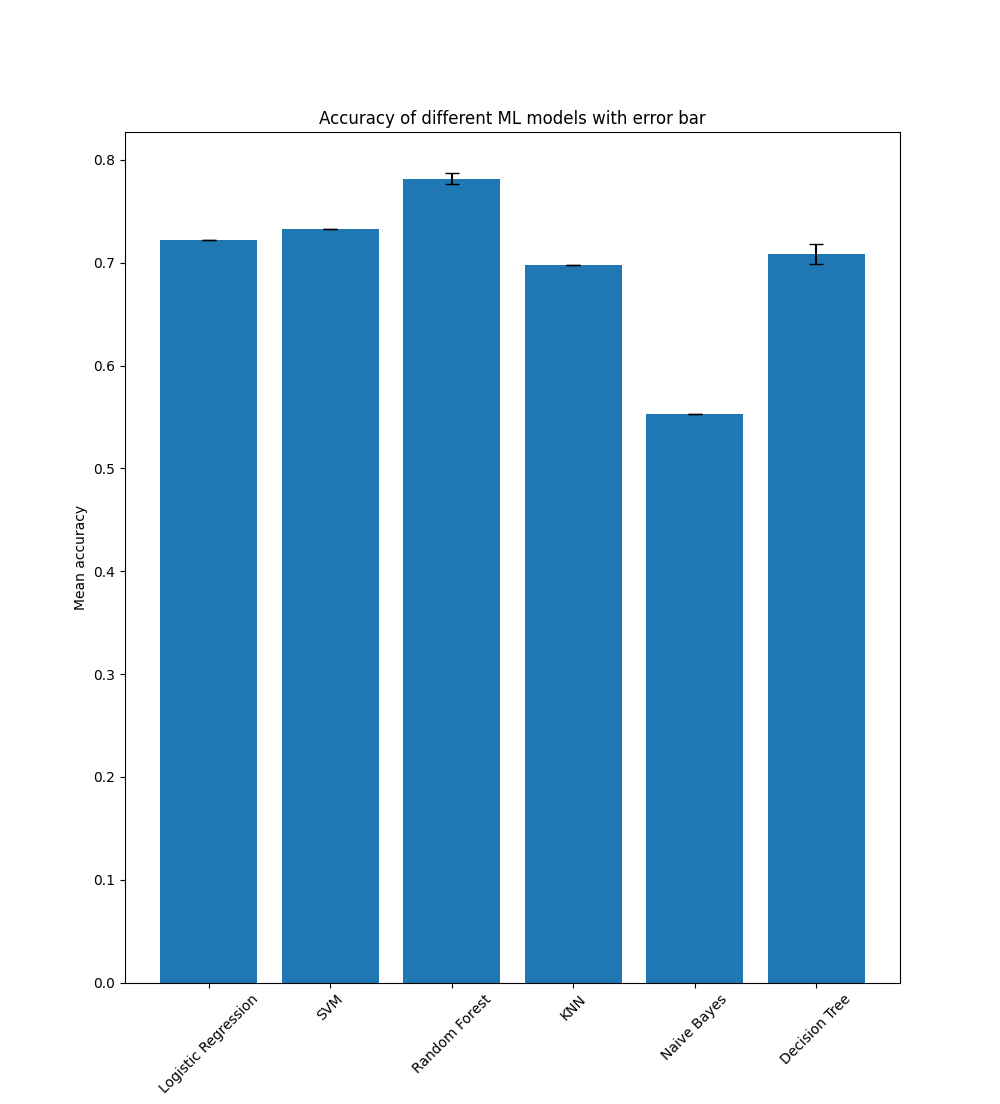 Accuracy of different ML models with error bar
Mean accuracy
0.8
0.7
0.6
0.5
0.4
0.3
0.2
0.1
0.0
Logistic Regression
SVM
Random Forest
KNN
Naive Bayes
Decision Tree